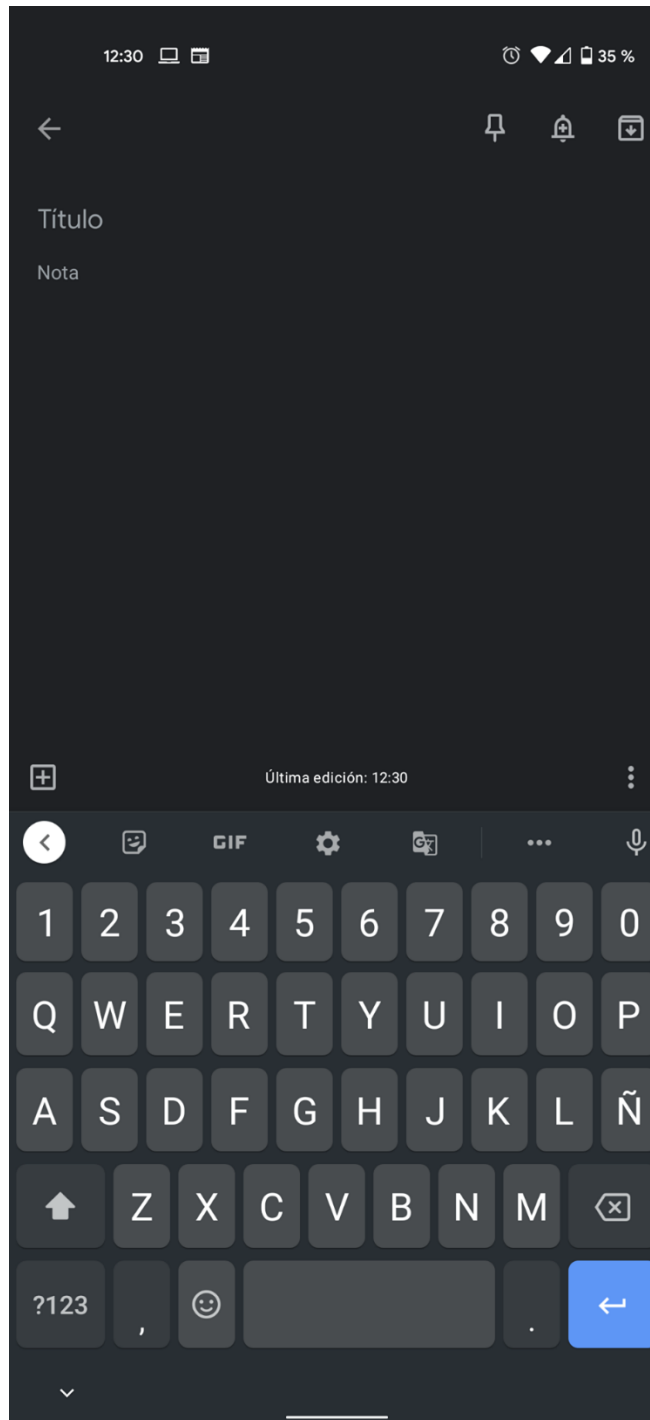 12:30 35 %
Título
Nota
Última edición: 12:30
GIF
1 2 3 4 5 6 7 8 9 0
Q W E R T Y U I O P
A S D F G H J K L Ñ
Z X C V B N M
?123 , .